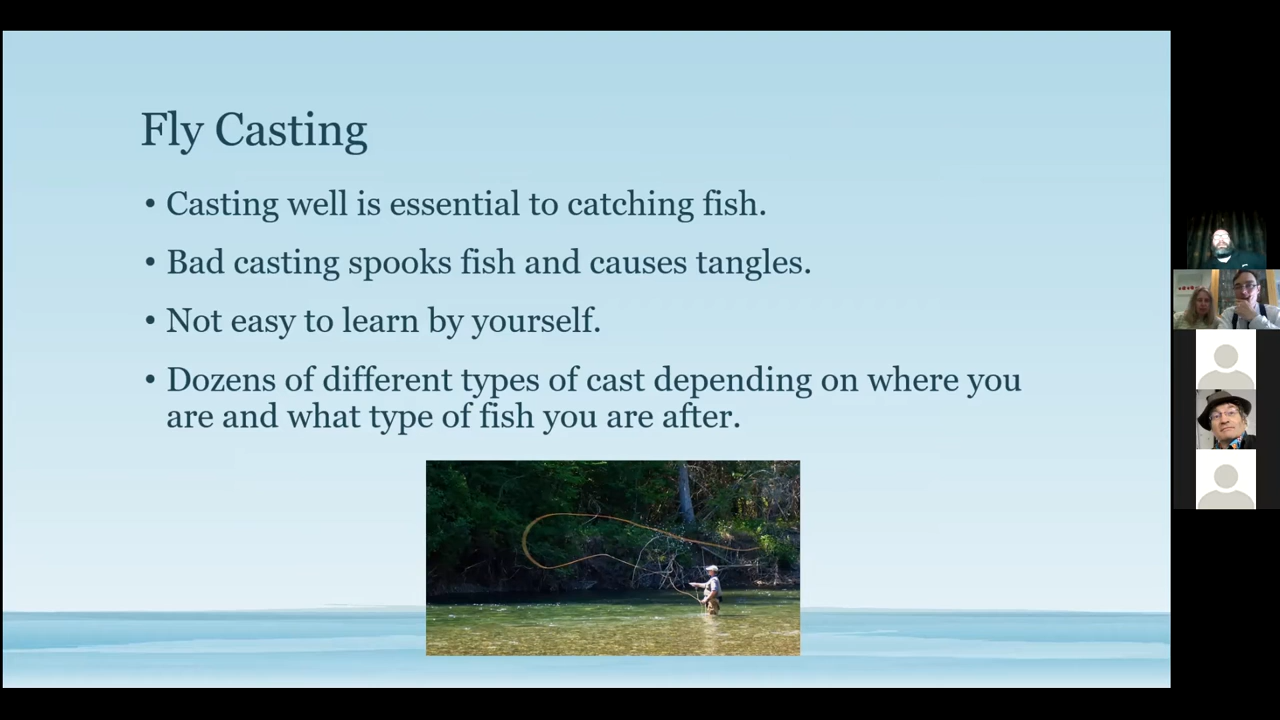 Fly Casting
• Casting well is essential to catching fish.
• Bad casting spooks fish and causes tangles.
• Not easy to learn by yourself.
• Dozens of different types of cast depending on where you
are and what type of fish you are after.